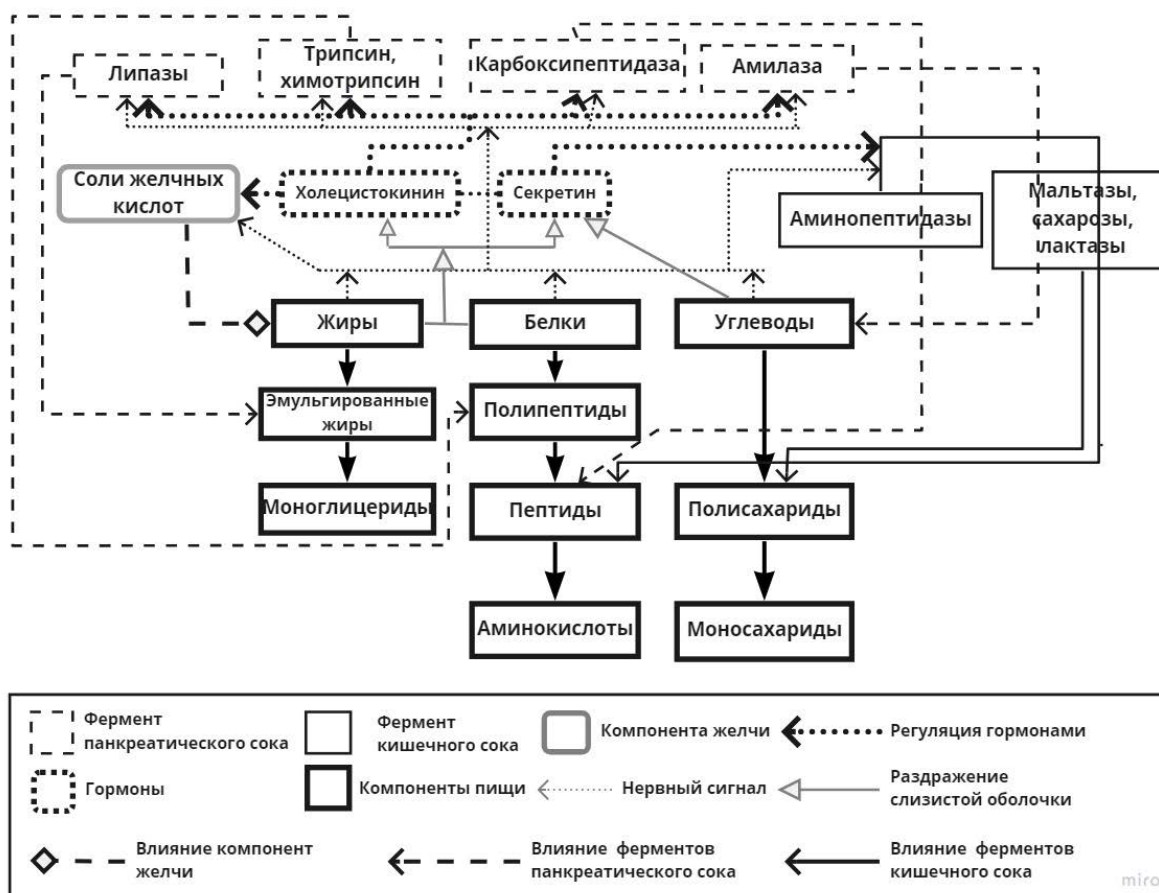 Липазы
Трипсин,
химотрипсин
Карбоксипептидаза
Амилаза
Соли желчных
кислот
Холецистокинин
Секретин
Аминопептидазы
Мальтазы,
сахарозы,
лактазы
Жиры
Белки
Углеводы
Эмульгированные
жиры
Полипептиды
Моноглицериды
Пептиды
Полисахариды
Аминокислоты
Моносахариды
Фермент
панкреатического сока
Фермент
кишечного сока
Компонента желчи
Регуляция гормонами
Гормоны
Компоненты пищи
Нервный сигнал
Раздражение
слизистой оболочки
Влияние компонент
желчи
Влияние ферментов
панкреатического сока
Влияние ферментов
кишечного сока
miro